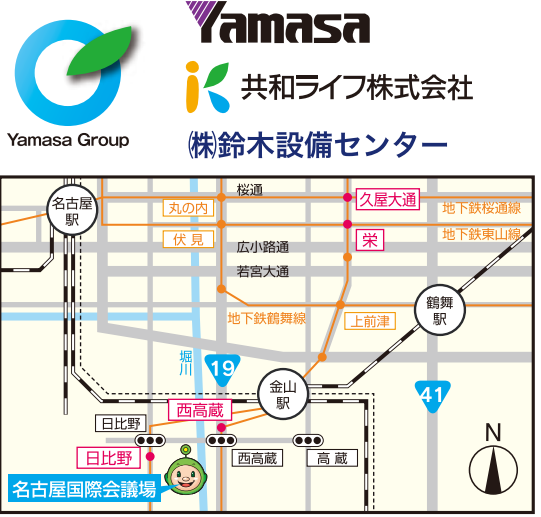 Yamasa
Yamasa Group
共和ライフ株式会社
㈱鈴木設備センター
名古屋駅
桜通
丸の内
久屋大通
地下鉄桜通線
伏見
栄
地下鉄東山線
広小路通
若宮大通
地下鉄鶴舞線
上前津
鶴舞駅
堀川
19
金山駅
41
西高蔵
日比野
日比野
西高蔵
高蔵
N
名古屋国際会議場